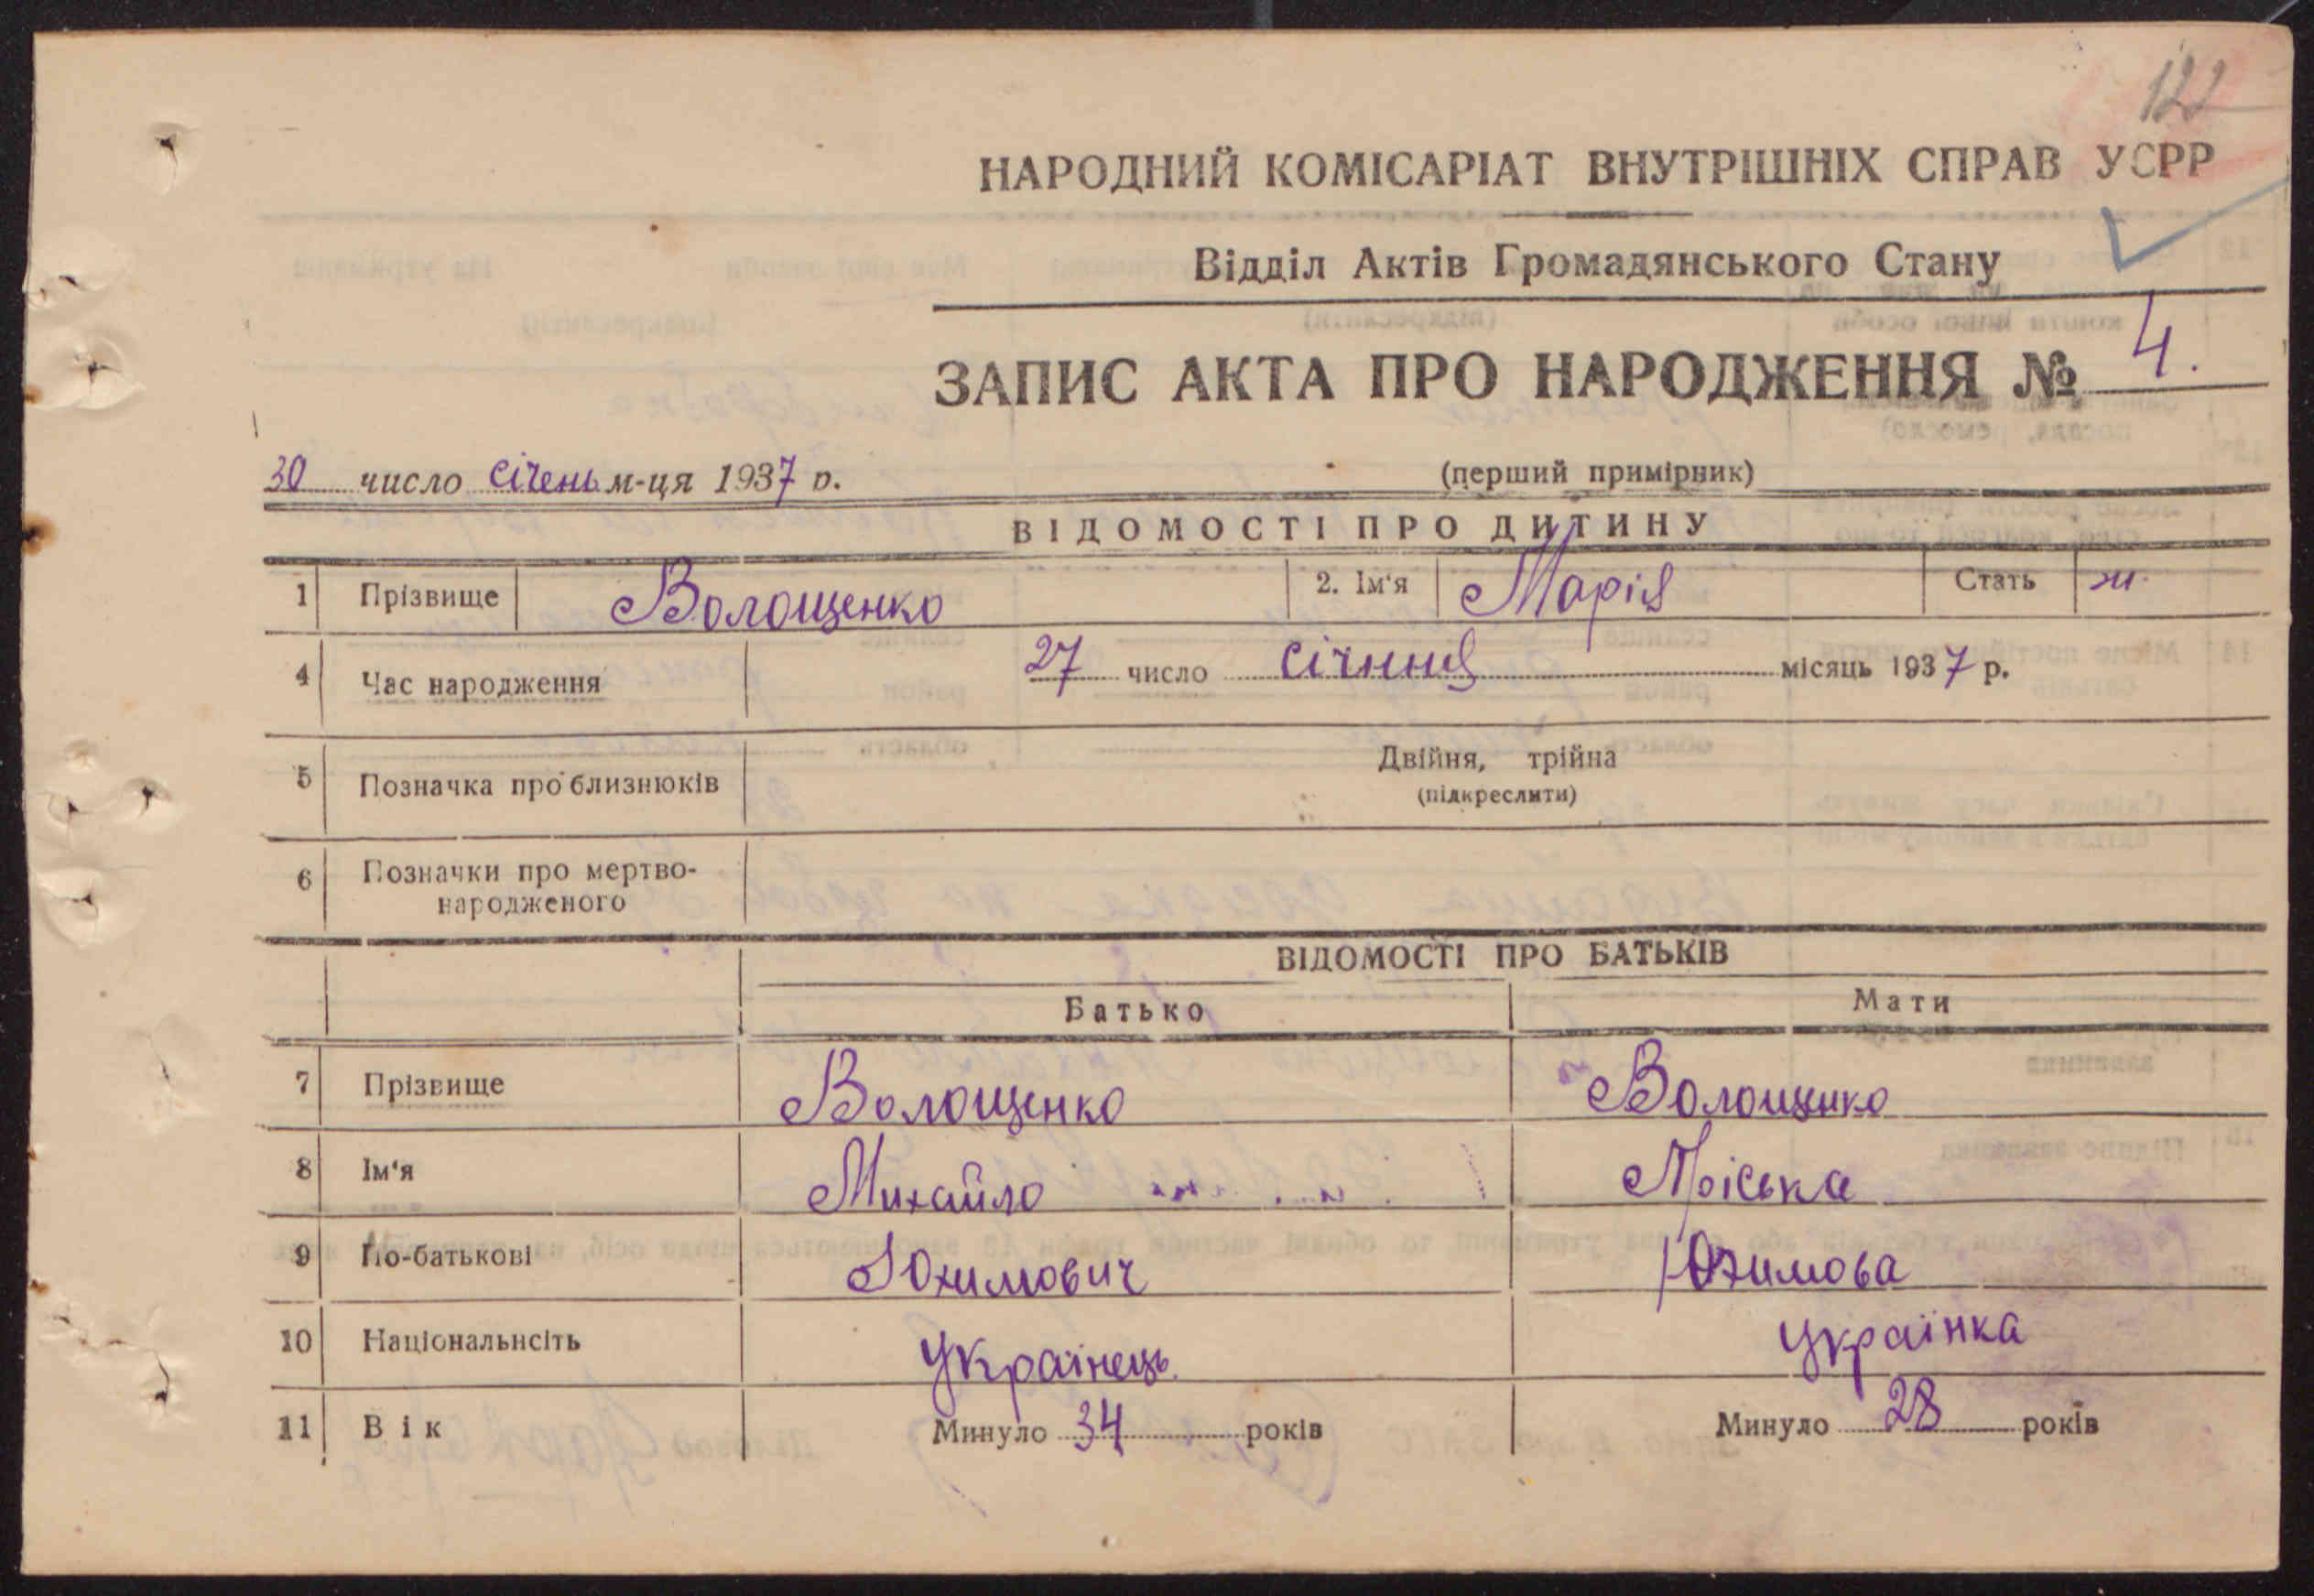 122
НАРОДНИЙ КОМІСАРІАТ ВНУТРІШНІХ СПРАВ УСРР
Відділ Актів Громадянського Стану
ЗАПИС АКТА ПРО НАРОДЖЕННЯ № 4.
30 число січень м-ця 1937 р.
(перший примірник)
ВІДОМОСТІ ПРО ДИТИНУ
1 Прізвище Волощенко 2. Ім'я Марія Стать ж.
4 Час народження 27 число січння місяць 1937 р.
5 Позначка про близнюків Двійня, трійна
(підкреслити)
6 Позначки про мертво-
народженого
ВІДОМОСТІ ПРО БАТЬКІВ
Батько Мати
7 Прізвище Волощенко Волощенко
8 Ім'я Михайло Пріська
9 По-батькові Юхимович Юхимова
10 Національнсіть Українець. Українка
11 Вік Минуло 34 років Минуло 28 років